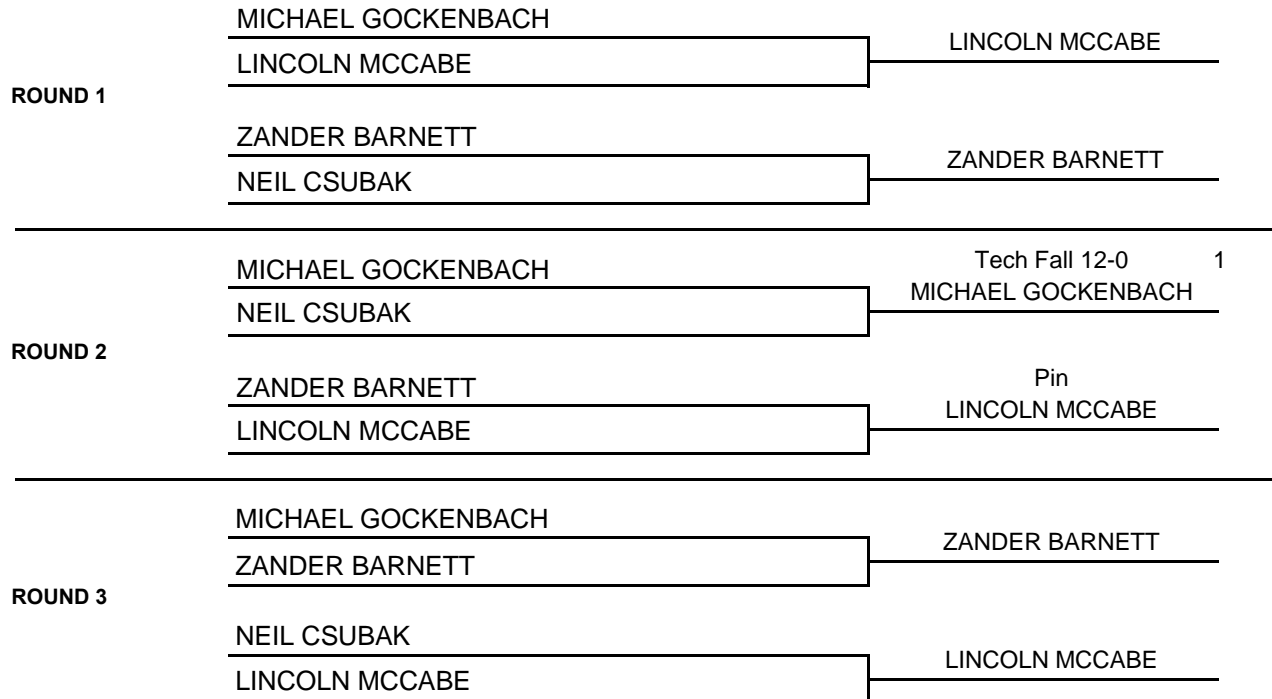 MICHAEL GOCKENBACH
LINCOLN MCCABE
LINCOLN MCCABE
ROUND 1
ZANDER BARNETT
ZANDER BARNETT
NEIL CSUBAK
Tech Fall 12-0 1
MICHAEL GOCKENBACH
MICHAEL GOCKENBACH
NEIL CSUBAK
ROUND 2
Pin
ZANDER BARNETT
LINCOLN MCCABE
LINCOLN MCCABE
MICHAEL GOCKENBACH
ZANDER BARNETT
ZANDER BARNETT
ROUND 3
NEIL CSUBAK
LINCOLN MCCABE
LINCOLN MCCABE